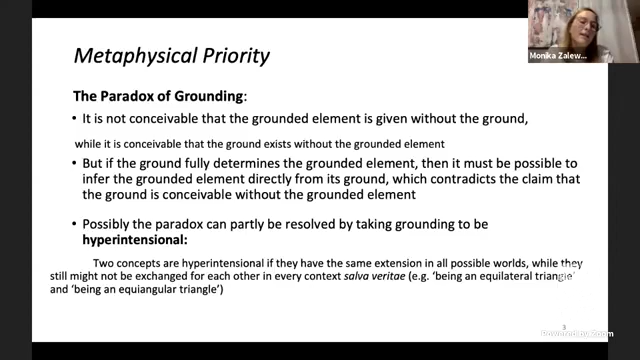 Monika Zalew...
Metaphysical Priority
The Paradox of Grounding:
• It is not conceivable that the grounded element is given without the ground,
while it is conceivable that the ground exists without the grounded element
• But if the ground fully determines the grounded element, then it must be possible to
infer the grounded element directly from its ground, which contradicts the claim that
the ground is conceivable without the grounded element
• Possibly the paradox can partly be resolved by taking grounding to be
hyperintensional:
Two concepts are hyperintensional if they have the same extension in all possible worlds, while they
still might not be exchanged for each other in every context salva veritae (e.g. ‘being an equilateral triangle’
and ‘being an equiangular triangle’)
3
Powered by Zoom